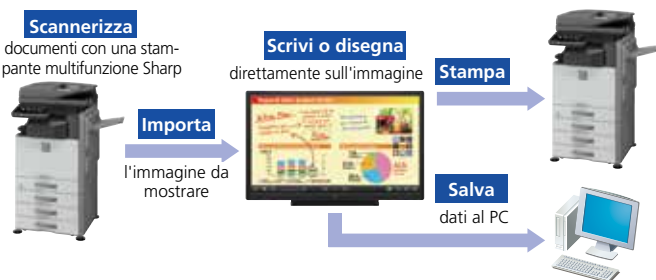 Scannerizza
documenti con una stam-
pante multifunzione Sharp
Importa
l'immagine da
mostrare
Scrivi o disegna
direttamente sull'immagine
Stampa
Salva
dati al PC